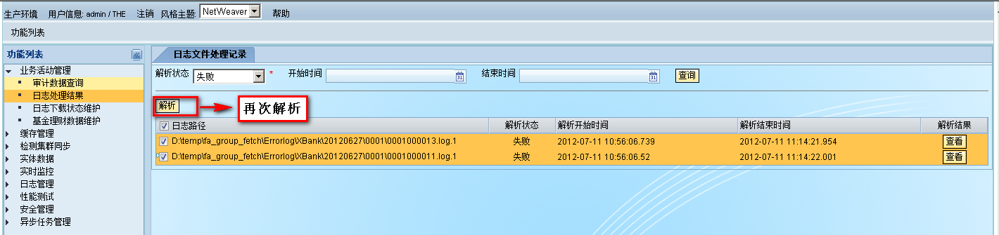 生产环境 用户信息: admin / THE 注销 风格主题: NetWeaver 帮助
功能列表
功能列表
业务活动管理
审计数据查询
日志处理结果
日志下载状态维护
基金理财数据维护
缓存管理
检测集群同步
实体数据
实时监控
日志管理
性能测试
安全管理
异步任务管理
日志文件处理记录
解析状态 失败 * 开始时间 31 结束时间 31 查询
解析 再次解析
日志路径 解析状态 解析开始时间 解析结束时间 解析结果
D:\temp\fa_group_fetch\Errorlog\XBank\20120627\0001\0001000013.log.1 失败 2012-07-11 10:56:06.739 2012-07-11 11:14:21.954 查看
D:\temp\fa_group_fetch\Errorlog\XBank\20120627\0001\0001000011.log.1 失败 2012-07-11 10:56:06.52 2012-07-11 11:14:22.001 查看